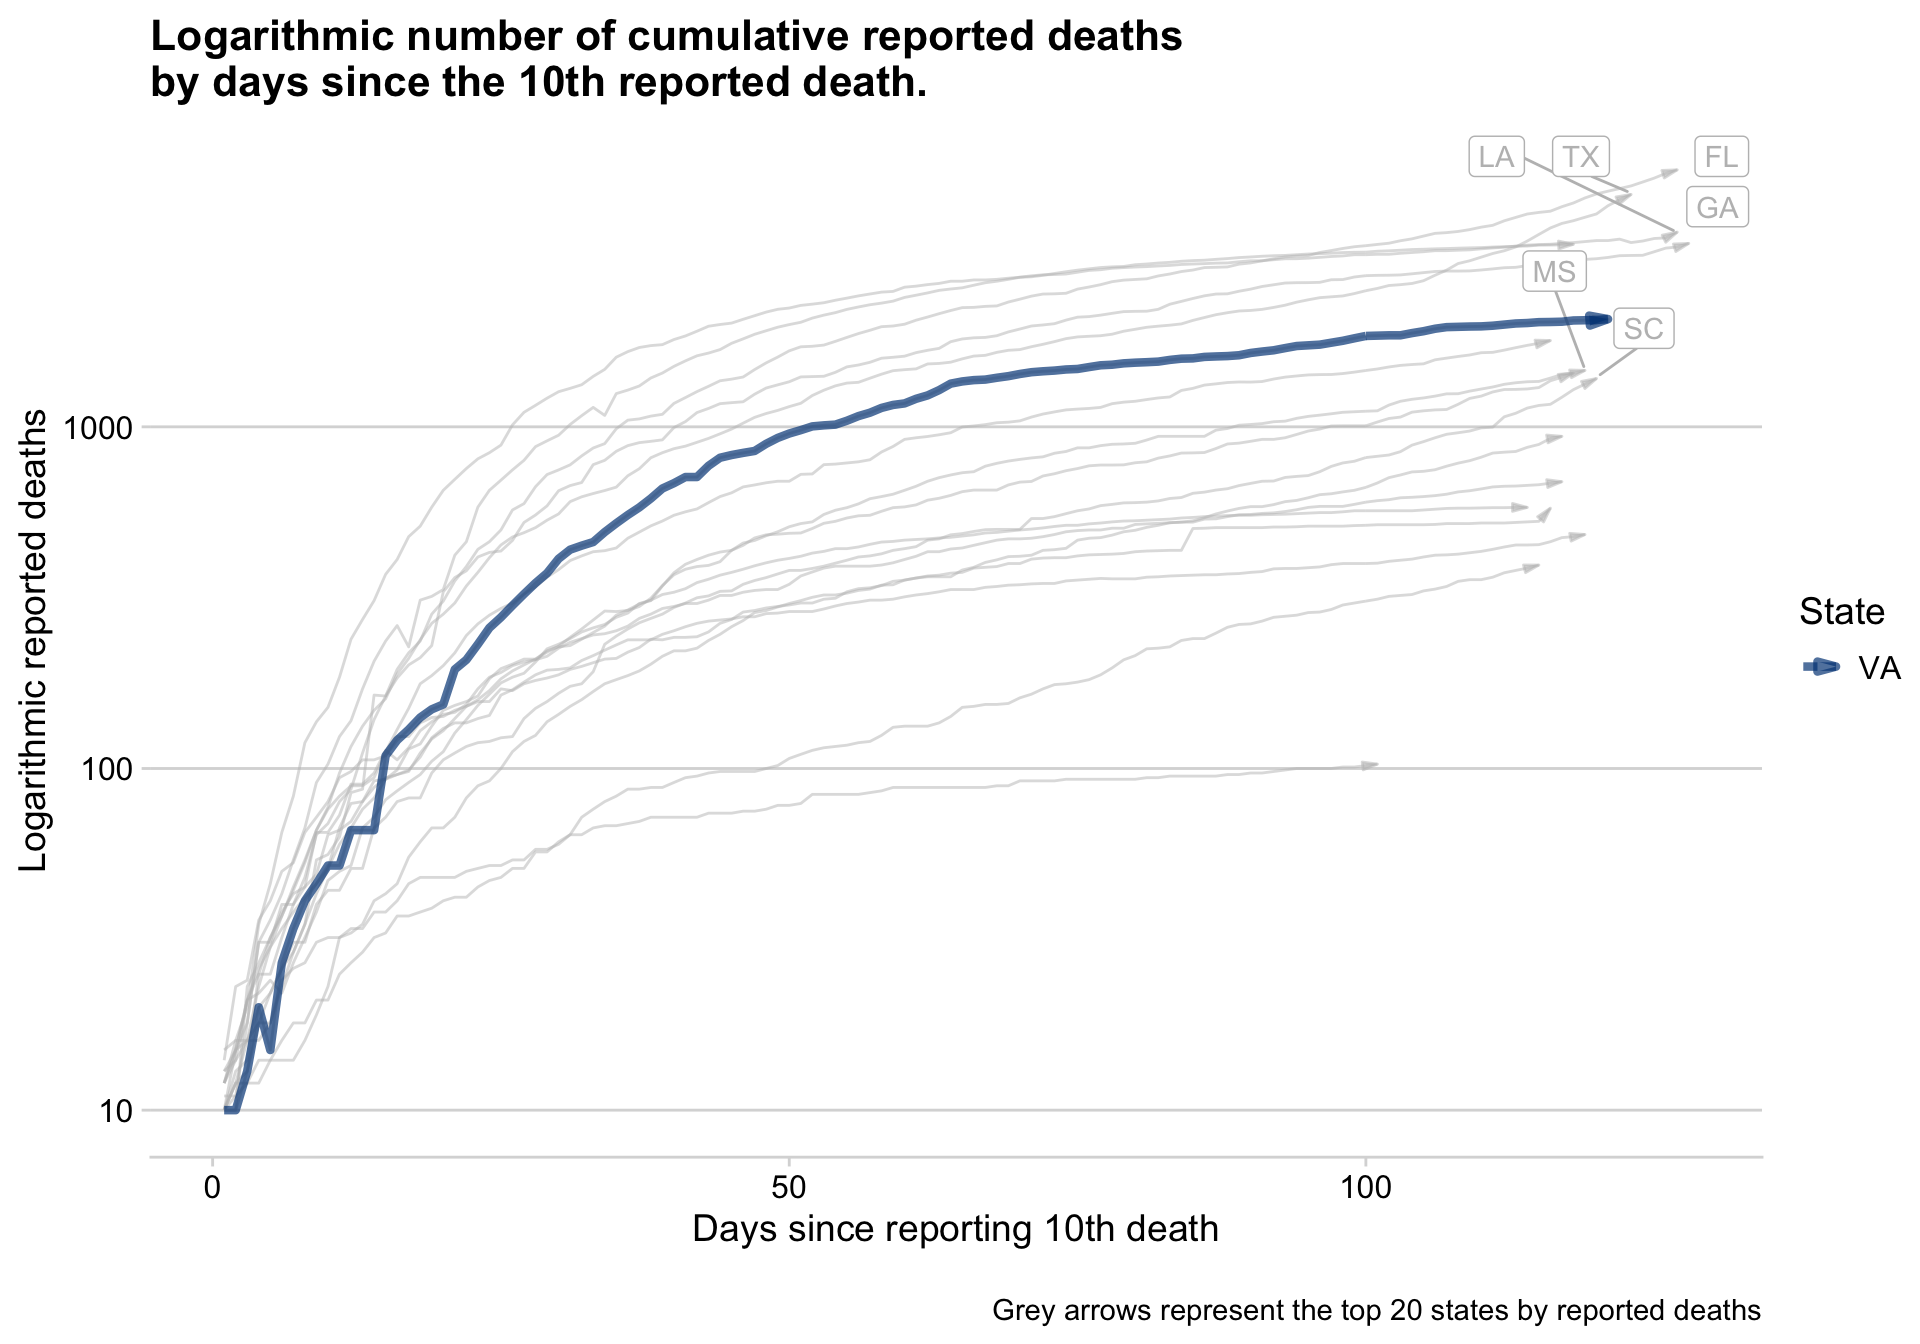 Logarithmic number of cumulative reported deaths
by days since the 10th reported death.
LA
TX
FL
GA
MS
SC
Logarithmic reported deaths
1000
100
10
0
50
100
Days since reporting 10th death
State
VA
Grey arrows represent the top 20 states by reported deaths